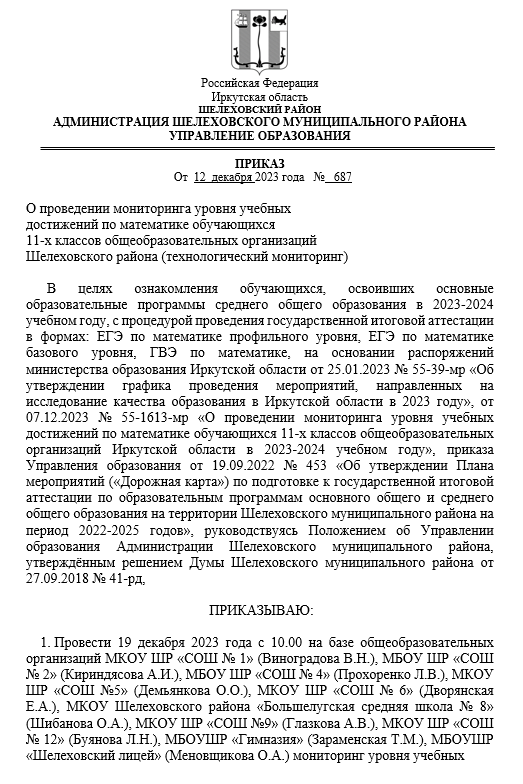 Российская Федерация
Иркутская область
ШЕЛЕХОВСКИЙ РАЙОН
АДМИНИСТРАЦИЯ ШЕЛЕХОВСКОГО МУНИЦИПАЛЬНОГО РАЙОНА
УПРАВЛЕНИЕ ОБРАЗОВАНИЯ
ПРИКАЗ
От 12 декабря 2023 года № 687
О проведении мониторинга уровня учебных
достижений по математике обучающихся
11-х классов общеобразовательных организаций
Шелеховского района (технологический мониторинг)
В целях ознакомления обучающихся, освоивших основные
образовательные программы среднего общего образования в 2023-2024
учебном году, с процедурой проведения государственной итоговой аттестации
в формах: ЕГЭ по математике профильного уровня, ЕГЭ по математике
базового уровня, ГВЭ по математике, на основании распоряжений
министерства образования Иркутской области от 25.01.2023 № 55-39-мр «Об
утверждении графика проведения мероприятий, направленных на
исследование качества образования в Иркутской области в 2023 году», от
07.12.2023 № 55-1613-мр «О проведении мониторинга уровня учебных
достижений по математике обучающихся 11-х классов общеобразовательных
организаций Иркутской области в 2023-2024 учебном году», приказа
Управления образования от 19.09.2022 № 453 «Об утверждении Плана
мероприятий («Дорожная карта») по подготовке к государственной итоговой
аттестации по образовательным программам основного общего и среднего
общего образования на территории Шелеховского муниципального района на
период 2022-2025 годов», руководствуясь Положением об Управлении
образования Администрации Шелеховского муниципального района,
утверждённым решением Думы Шелеховского муниципального района от
27.09.2018 № 41-рд,
ПРИКАЗЫВАЮ:
1. Провести 19 декабря 2023 года с 10.00 на базе общеобразовательных
организаций МКОУ ШР «СОШ № 1» (Виноградова В.Н.), МБОУ ШР «СОШ
№ 2» (Кириндясова А.И.), МБОУ ШР «СОШ № 4» (Прохоренко Л.В.), МКОУ
ШР «СОШ №5» (Демьянкова О.О.), МКОУ ШР «СОШ № 6» (Дворянская
Е.А.), МКОУ Шелеховского района «Большелугская средняя школа № 8»
(Шибанова О.А.), МКОУ ШР «СОШ №9» (Глазкова А.В.), МКОУ ШР «СОШ
№ 12» (Буянова Л.Н.), МБОУШР «Гимназия» (Зараменская Т.М.), МБОУШР
«Шелеховский лицей» (Меновщикова О.А.) мониторинг уровня учебных